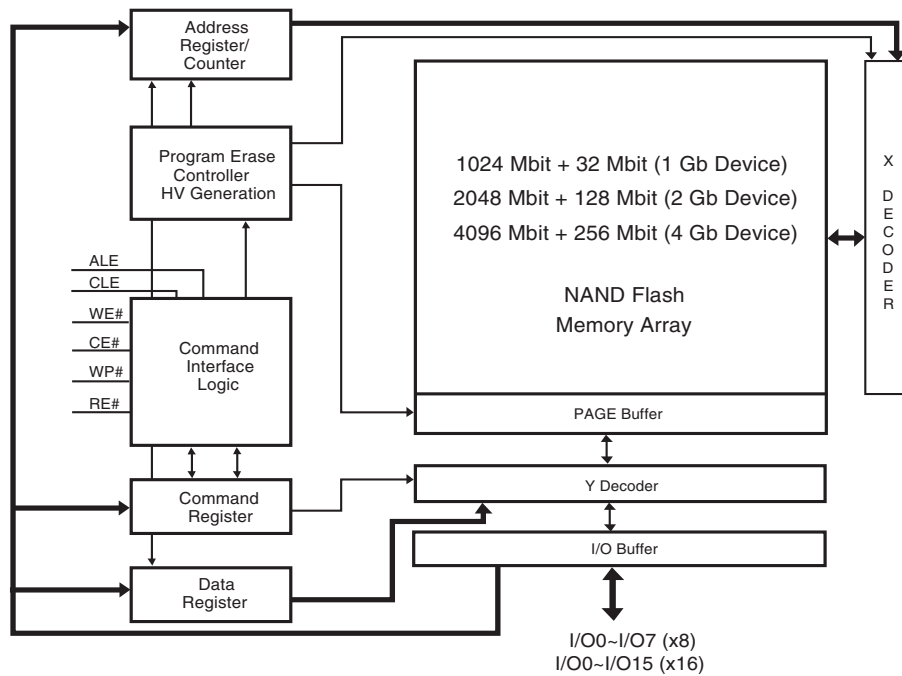 Address
Register/
Counter
Program Erase
Controller
HV Generation
ALE
CLE
WE#
CE#
WP#
RE#
Command
Interface
Logic
Command
Register
Data
Register
1024 Mbit + 32 Mbit (1 Gb Device)
2048 Mbit + 128 Mbit (2 Gb Device)
4096 Mbit + 256 Mbit (4 Gb Device)
NAND Flash
Memory Array
PAGE Buffer
Y Decoder
I/O Buffer
I/O0~I/O7 (x8)
I/O0~I/O15 (x16)
X
DECODER